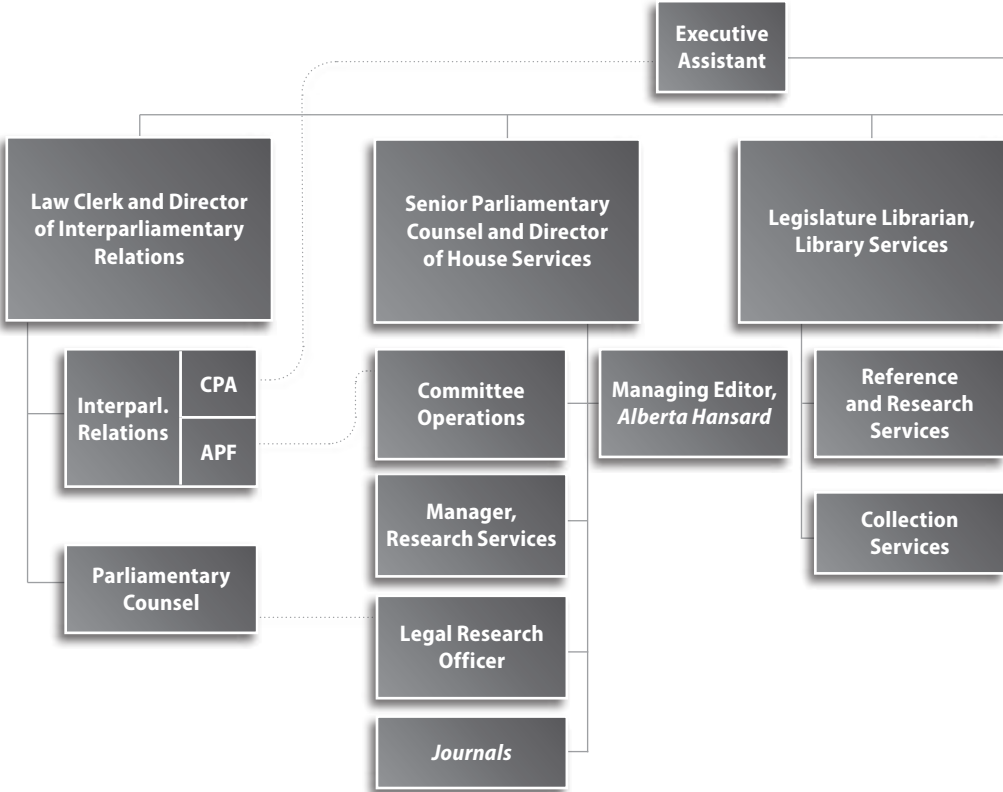 Executive
Assistant
Law Clerk and Director
of Interparliamentary
Relations
Senior Parliamentary
Counsel and Director
of House Services
Legislature Librarian,
Library Services
Interparl.
Relations
CPA
APF
Committee
Operations
Managing Editor,
Alberta Hansard
Reference
and Research
Services
Manager,
Research Services
Collection
Services
Parliamentary
Counsel
Legal Research
Officer
Journals